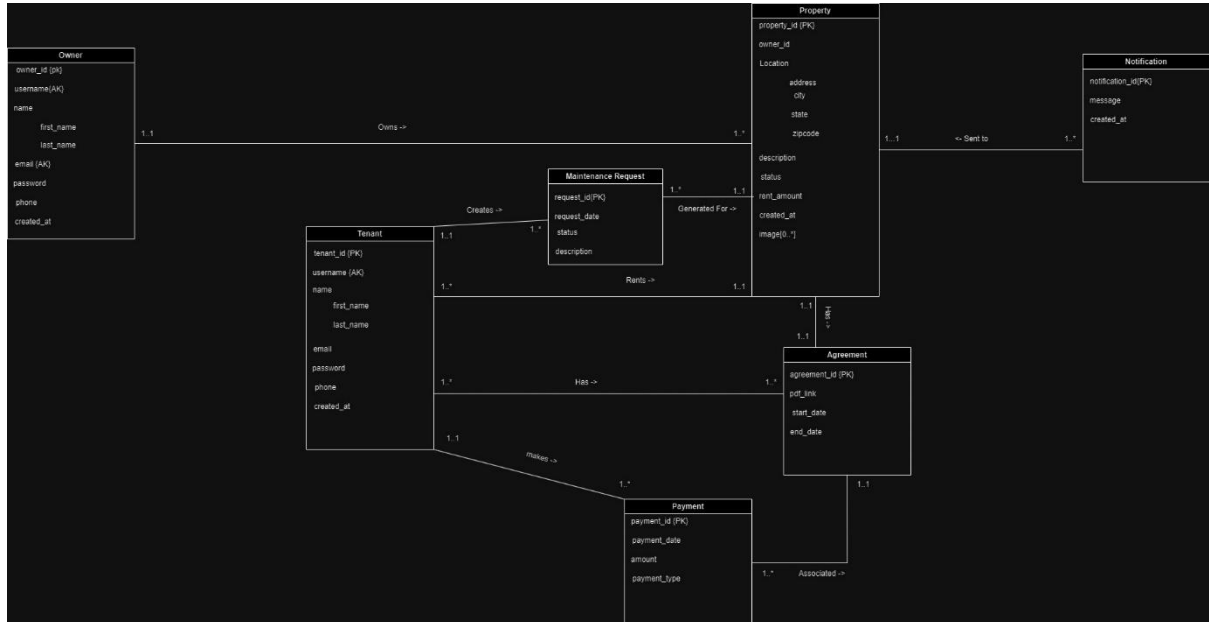 Owner
owner_id {pk}
username{AK}
name
first_name
last_name
email {AK}
password
phone
created_at
1..1
Owns ->
1..*
Property
property_id {PK}
owner_id
Location
address
city
state
zipcode
description
status
rent_amount
created_at
image[0..*]
1..1
<- Sent to
1..*
Notification
notification_id{PK}
message
created_at
Maintenance Request
request_id{PK}
request_date
status
description
1..*
1..1
Generated For ->
Creates ->
1..1
1..*
Tenant
tenant_id {PK}
username {AK}
name
first_name
last_name
email
password
phone
created_at
1..*
Rents ->
1..1
1..1
Has ->
1..1
Agreement
agreement_id {PK}
pdf_link
start_date
end_date
1..*
Has ->
1..*
1..1
makes ->
1..*
Payment
payment_id {PK}
payment_date
amount
payment_type
1..*
Associated ->
1..1